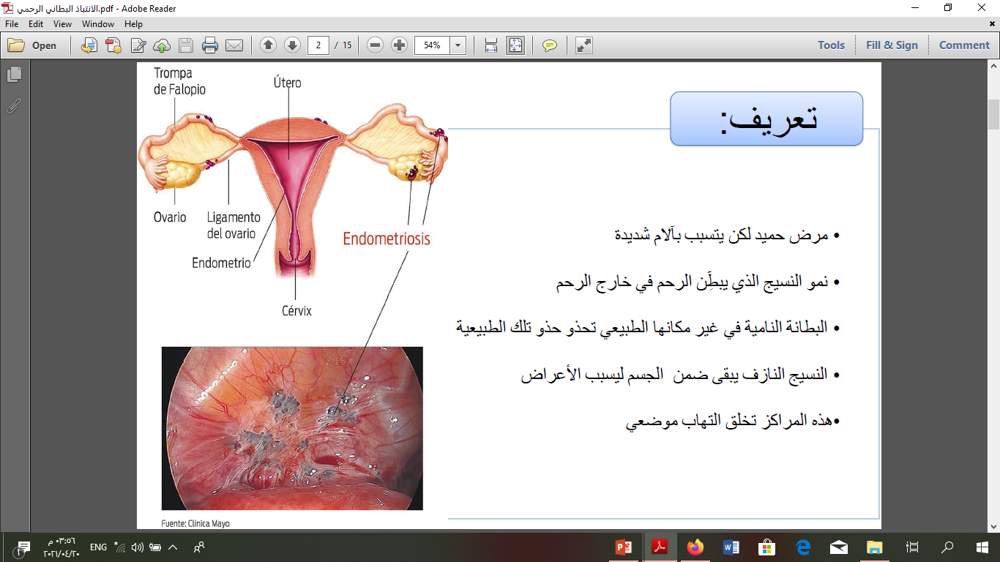 الانتباذ البطاني الرحمي.pdf - Adobe Reader
File Edit View Window Help
Open 2 / 15 54% Tools Fill & Sign Comment
تعريف:
Trompa
de Falopio
Útero
Ovario
Ligamento
del ovario
Endometrio
Endometriosis
Cérvix
• مرض حميد لكن يتسبب بآلام شديدة
• نمو النسيج الذي يبطِّن الرحم في خارج الرحم
• البطانة النامية في غير مكانها الطبيعي تحذو حذو تلك الطبيعية
• النسيج النازف يبقى ضمن الجسم ليسبب الأعراض
•هذه المراكز تخلق التهاب موضعي
Fuente: Clínica Mayo
ENG
٠٣:٥٦ م
٢٠٢١/٠٤/٢٠
١